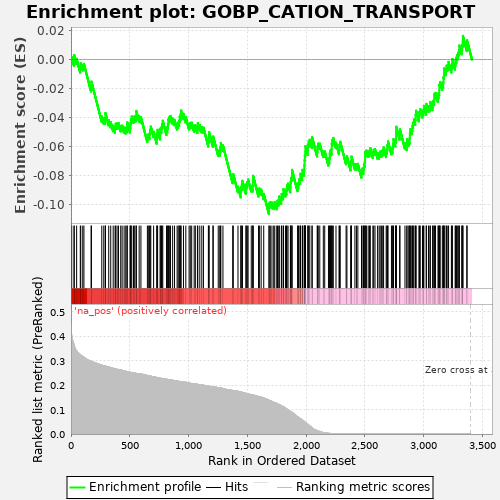 Enrichment plot: GOBP_CATION_TRANSPORT
Enrichment score (ES)
0.02
0.00
-0.02
-0.04
-0.06
-0.08
-0.10
Ranked list metric (PreRanked)
'na_pos' (positively correlated)
0.5
0.4
0.3
0.2
0.1
0.0
Zero cross at
0
500
1,000
1,500
2,000
2,500
3,000
3,500
Rank in Ordered Dataset
Enrichment profile
Hits
Ranking metric scores